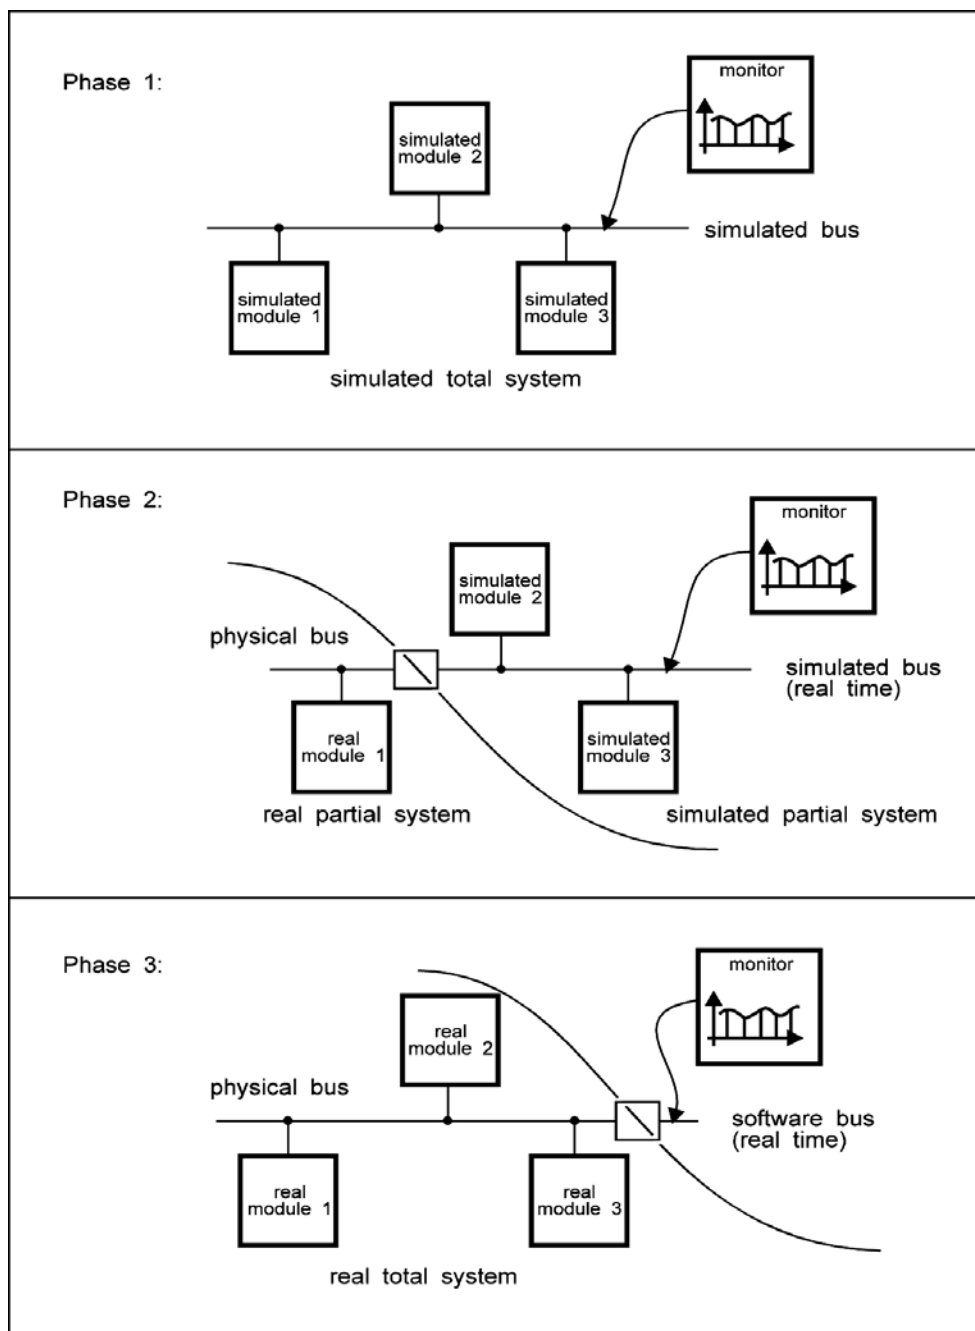 Phase 1:
monitor
simulated
module 2
simulated bus
simulated
module 1
simulated
module 3
simulated total system
Phase 2:
monitor
simulated
module 2
physical bus
simulated bus
(real time)
real
module 1
simulated
module 3
real partial system
simulated partial system
Phase 3:
monitor
real
module 2
physical bus
software bus
(real time)
real
module 1
real
module 3
real total system